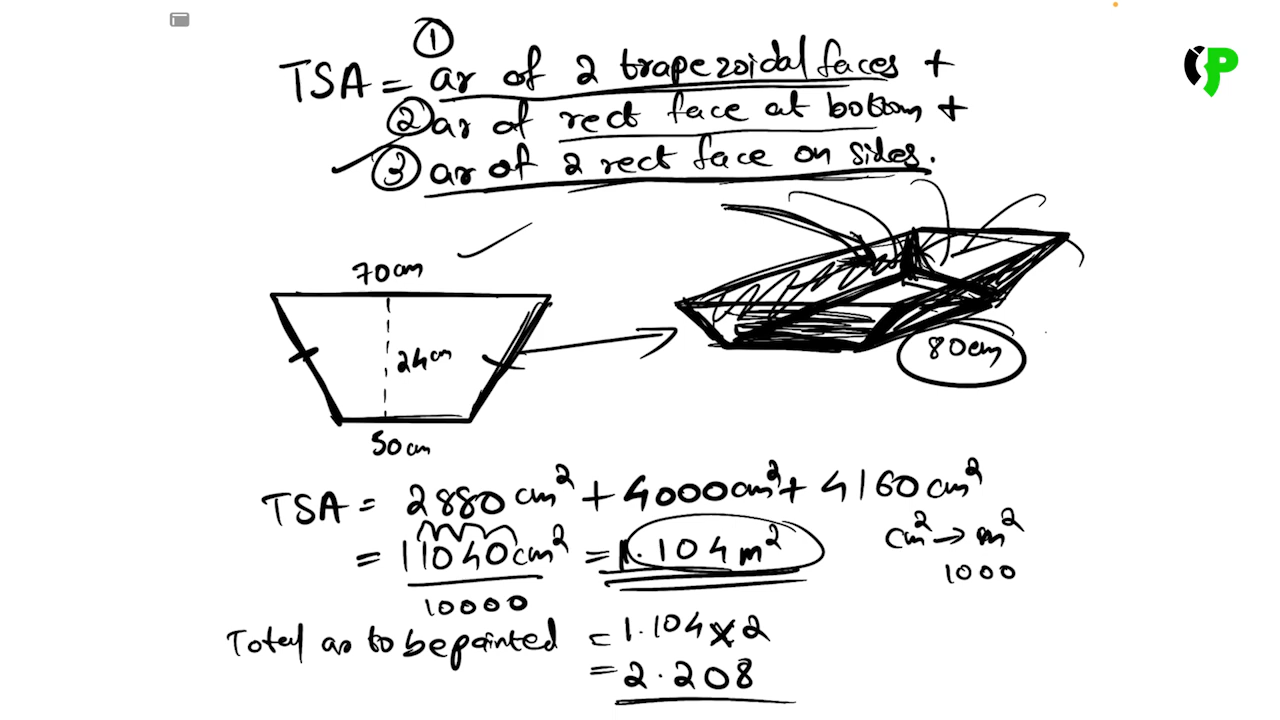 ①
TSA = ar of 2 trapezoidal faces +
② ar of rect face at bottom +
③ ar of 2 rect face on sides.
70cm
24cm
50cm
80cm
TSA = 2880 cm² + 4000cm² + 4160 cm²
= 11040 cm² = 1.104 m²
10000
cm² → m²
1000
Total ar to be painted = 1.104 × 2
= 2.208
P